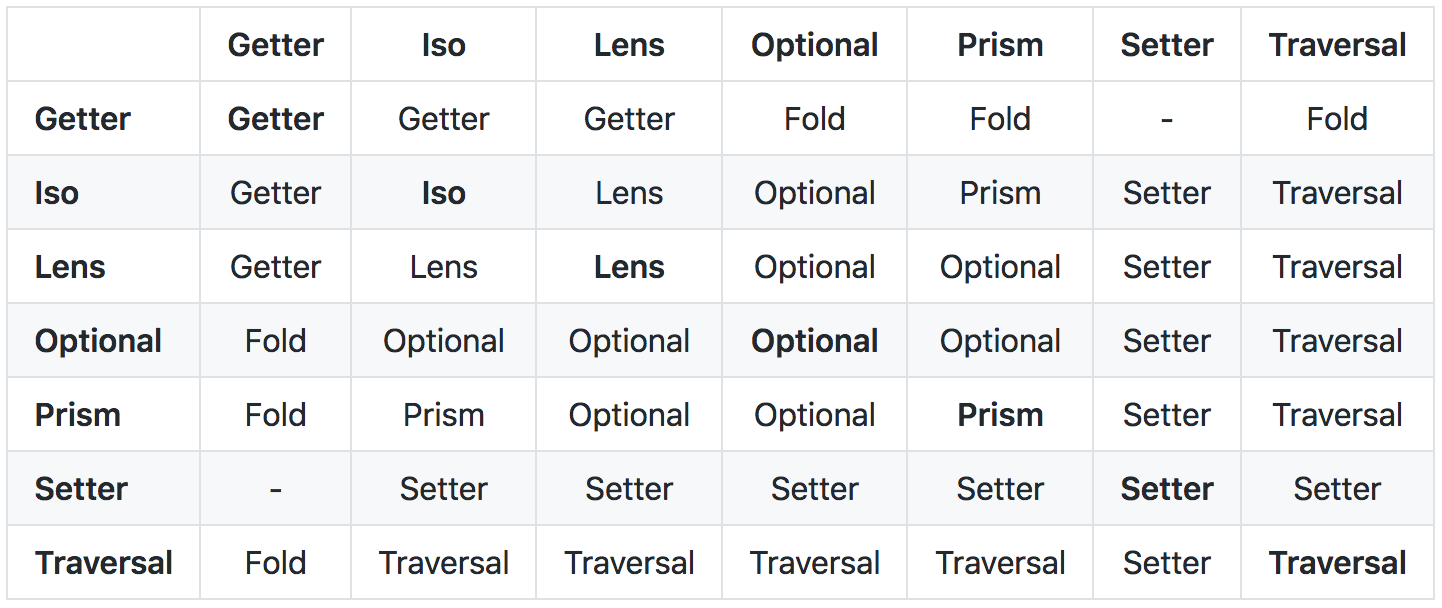 Getter Iso Lens Optional Prism Setter Traversal
Getter Getter Getter Getter Fold Fold - Fold
Iso Getter Iso Lens Optional Prism Setter Traversal
Lens Getter Lens Lens Optional Optional Setter Traversal
Optional Fold Optional Optional Optional Optional Setter Traversal
Prism Fold Prism Optional Optional Prism Setter Traversal
Setter - Setter Setter Setter Setter Setter Setter
Traversal Fold Traversal Traversal Traversal Traversal Setter Traversal